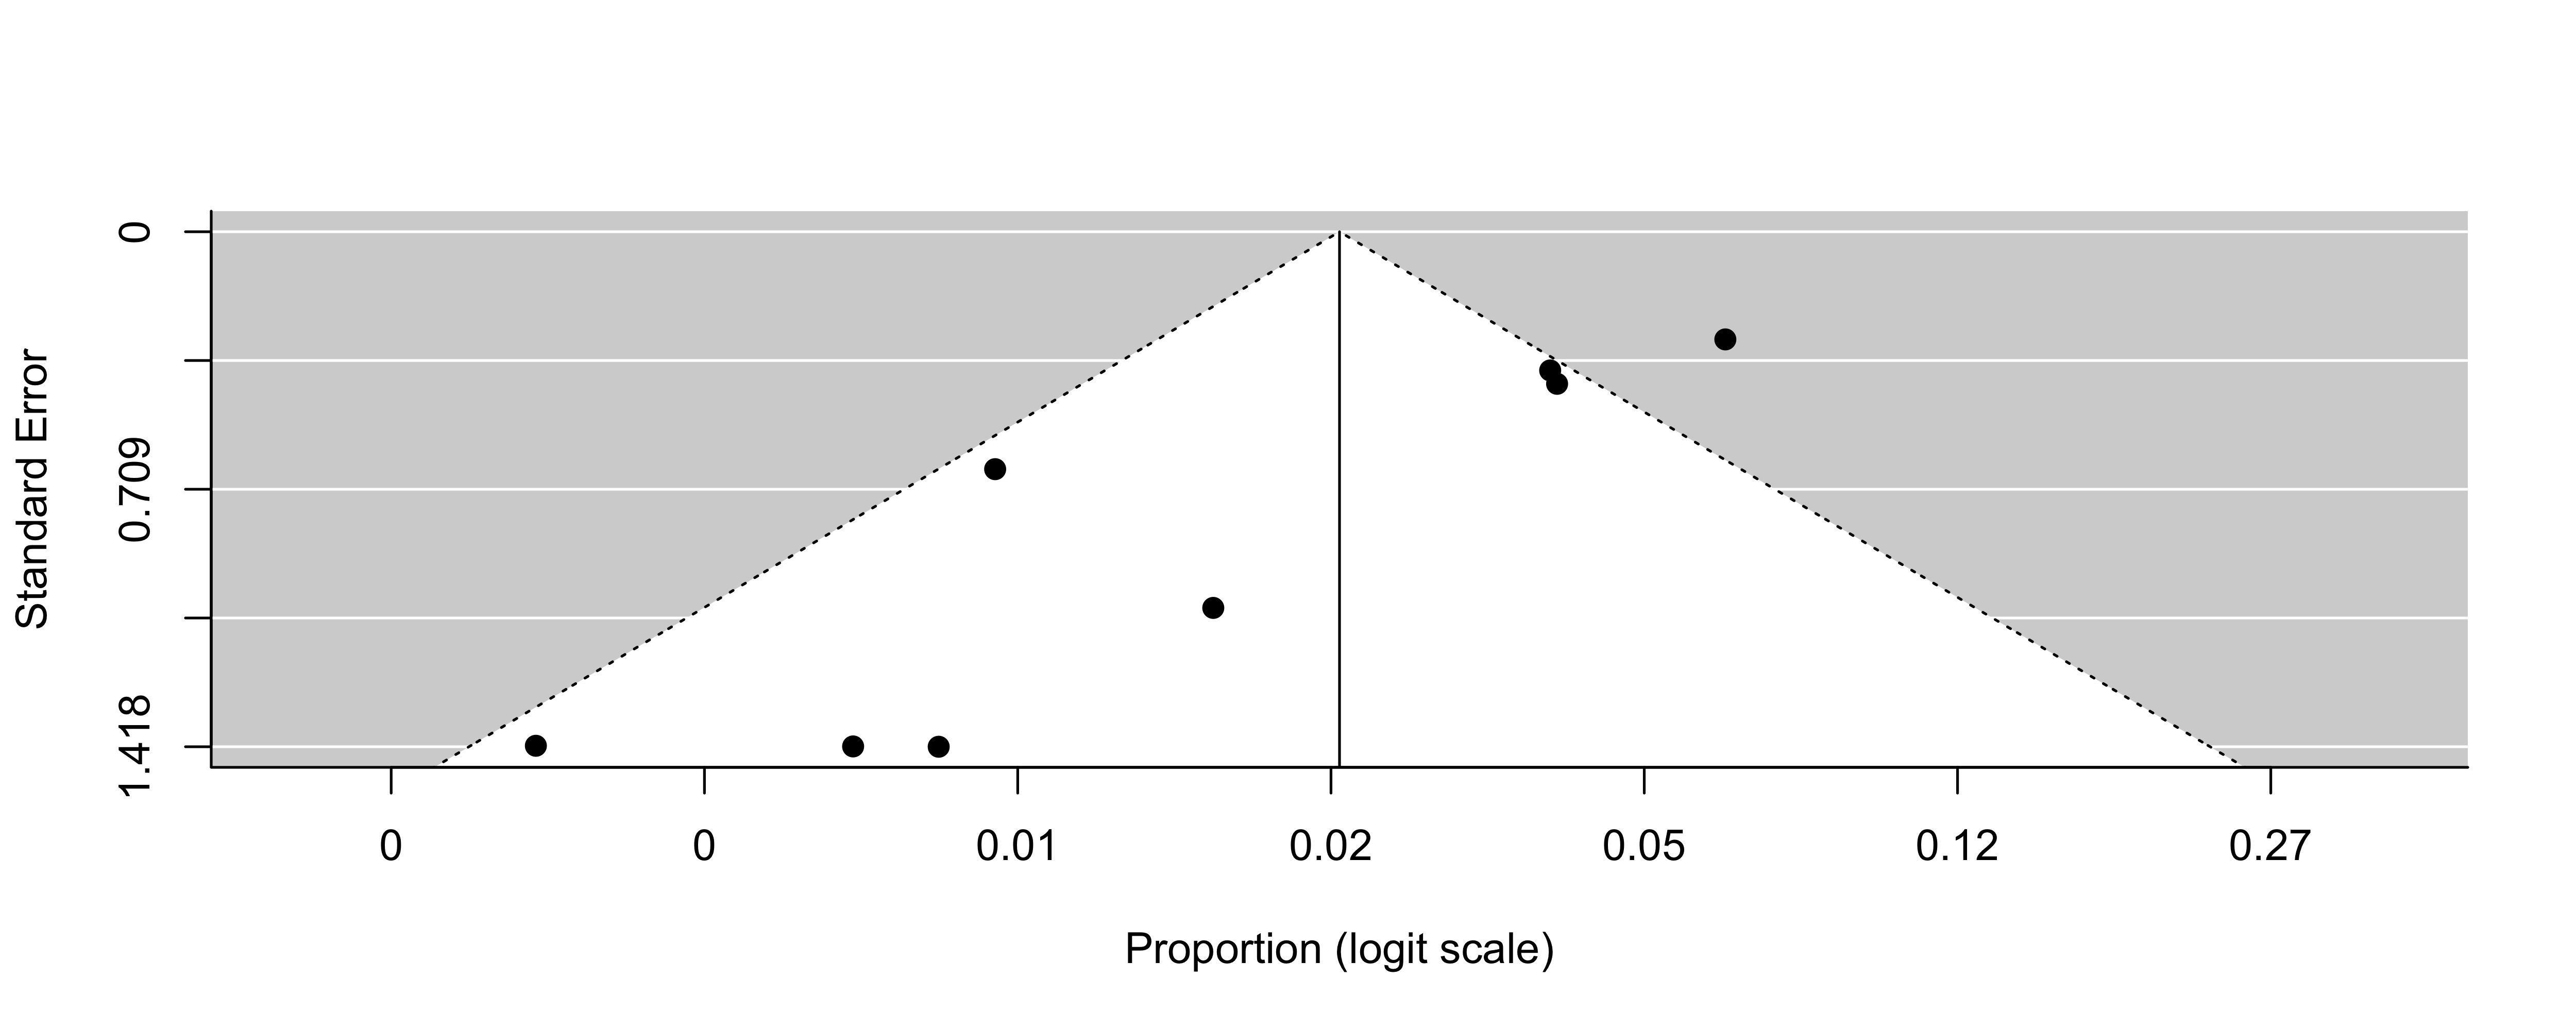 Standard Error
0
0.709
1.418
0 0 0.01 0.02 0.05 0.12 0.27
Proportion (logit scale)